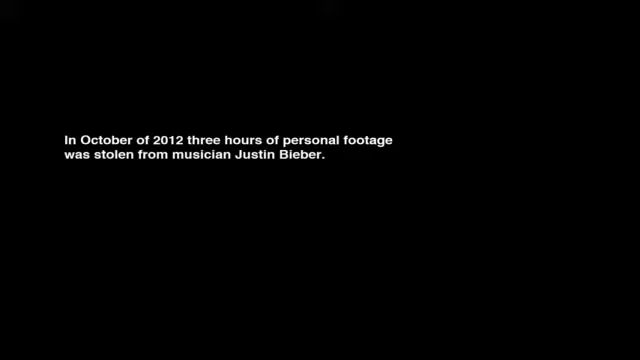 In October of 2012 three hours of personal footage
was stolen from musician Justin Bieber.